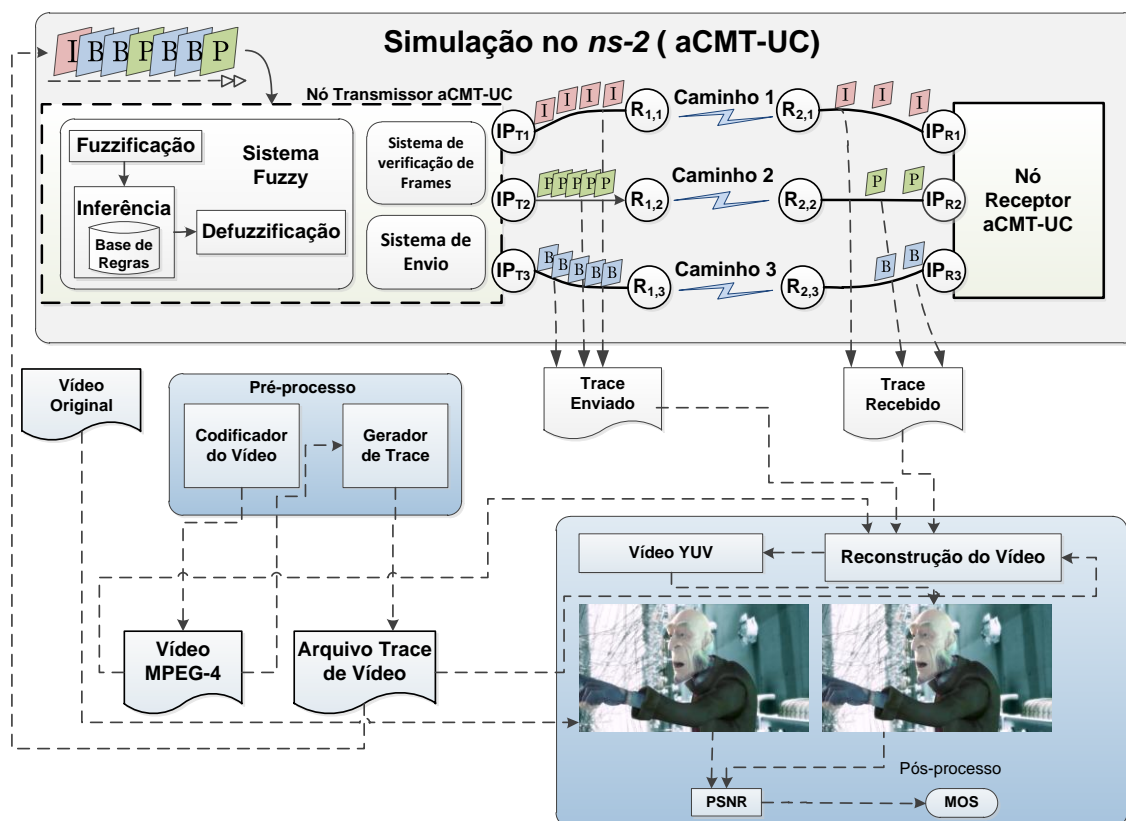 Simulação no ns-2 ( aCMT-UC)
I B B P B B P
Nó Transmissor aCMT-UC
Fuzzificação
Sistema
Fuzzy
Inferência
Base de
Regras
Defuzzificação
Sistema de
verificação de
Frames
Sistema de
Envio
IPT1
I I I I
R1,1
Caminho 1
R2,1
I I I
IPR1
IPT2
P P P P P
R1,2
Caminho 2
R2,2
P P
IPR2
IPT3
B B B B B
R1,3
Caminho 3
R2,3
B B
IPR3
Nó
Receptor
aCMT-UC
Vídeo
Original
Pré-processo
Codificador
do Vídeo
Gerador
de Trace
Trace
Enviado
Trace
Recebido
Vídeo YUV
Reconstrução do Vídeo
Vídeo
MPEG-4
Arquivo Trace
de Vídeo
Pós-processo
PSNR
MOS